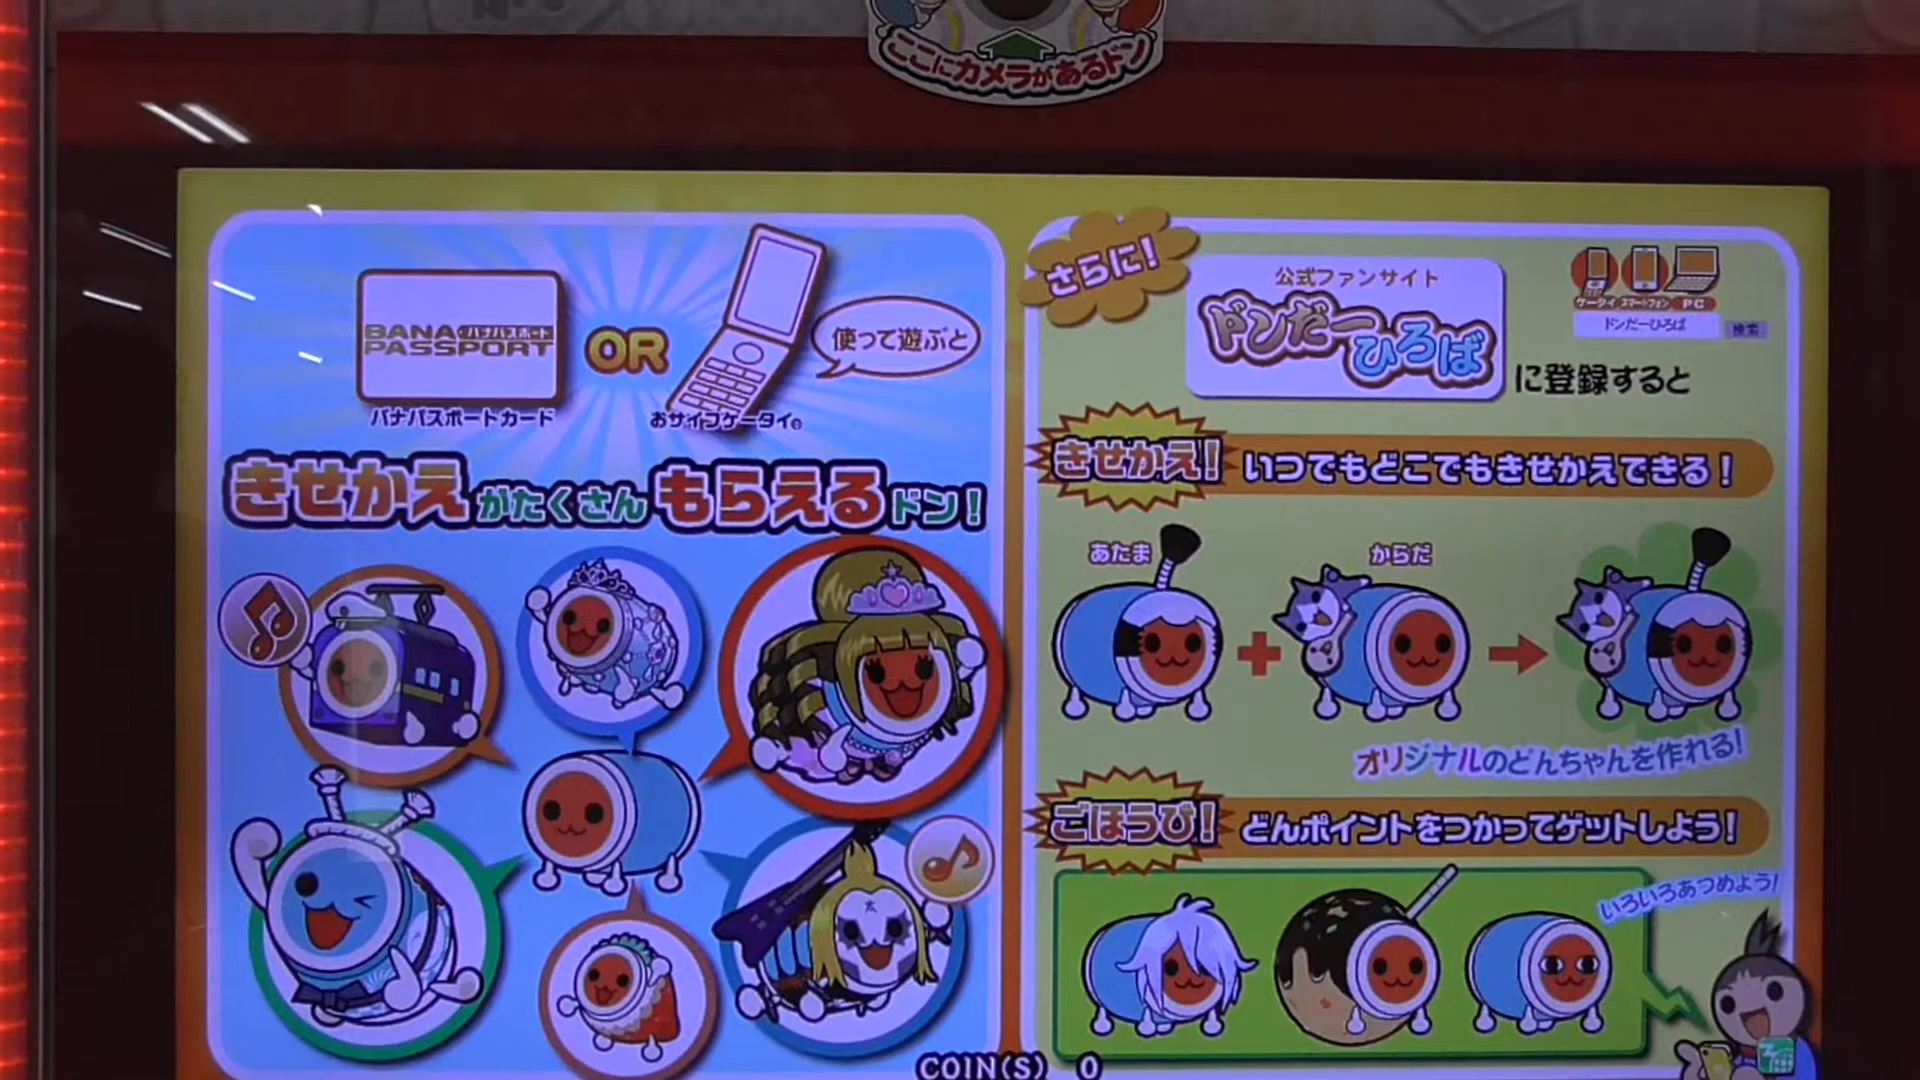 ここにカメラがあるドン
BANA バナパスポート
PASSPORT
OR
使って遊ぶと
バナパスポートカード
おサイフケータイ®
きせかえがたくさんもらえるドン!
さらに!
公式ファンサイト
ドンだーひろば
ケータイ スマートフォン PC
ドンだーひろば 検索
に登録すると
きせかえ! いつでもどこでもきせかえできる!
あたま
からだ
オリジナルのどんちゃんを作れる!
ごほうび! どんポイントをつかってゲットしよう!
いろいろあつめよう!
COIN(S) 0